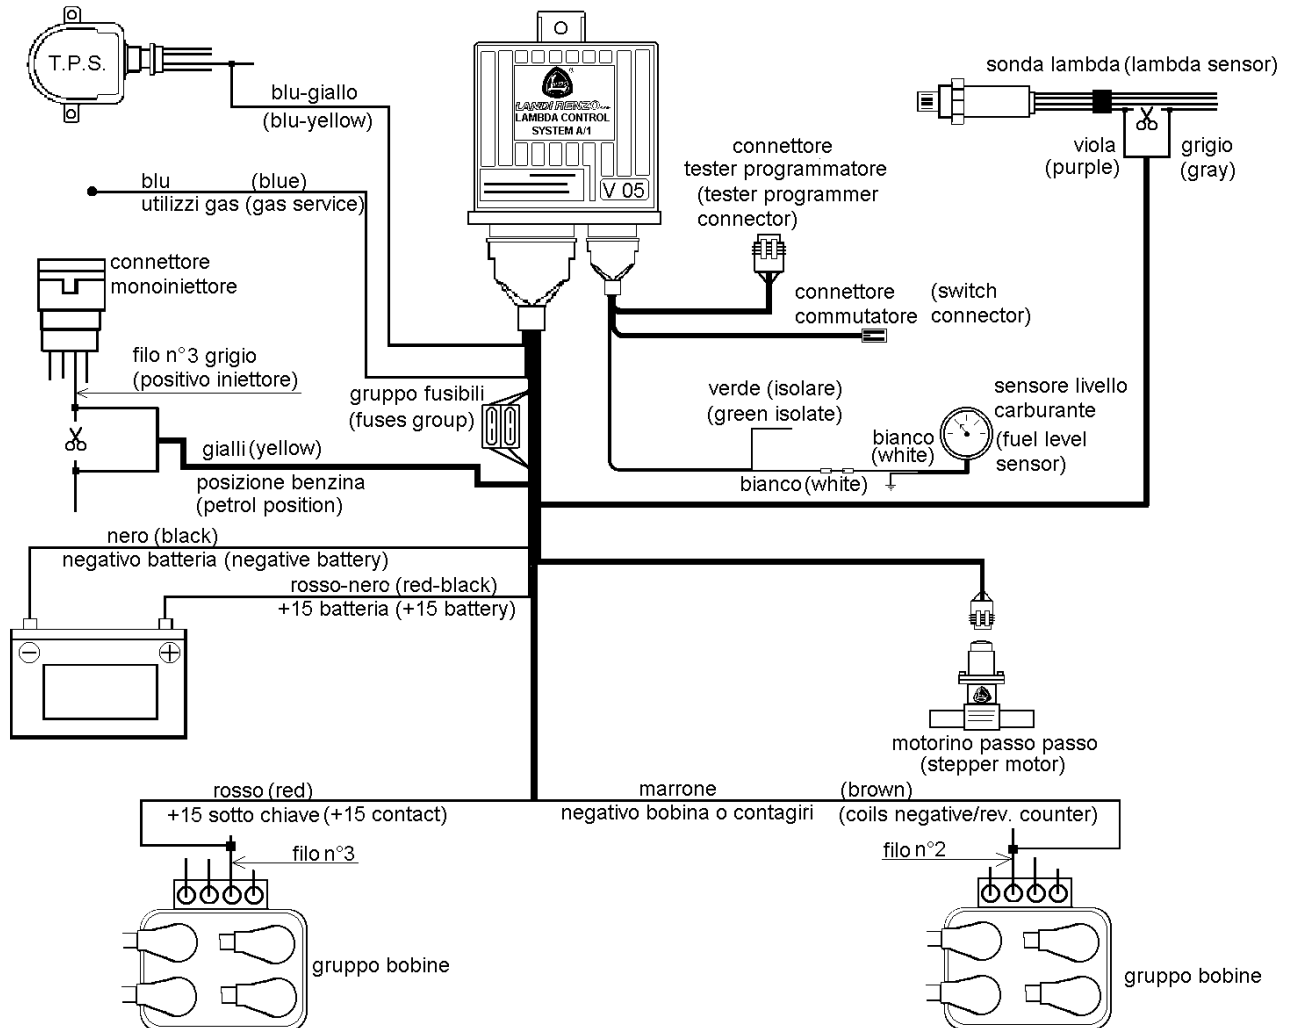 T.P.S.
blu-giallo
(blu-yellow)
blu (blue)
utilizzi gas (gas service)
connettore
monoiniettore
filo n°3 grigio
(positivo iniettore)
gialli (yellow)
posizione benzina
(petrol position)
nero (black)
negativo batteria (negative battery)
rosso-nero (red-black)
+15 batteria (+15 battery)
LANDI RENZO
LAMBDA CONTROL
SYSTEM A/1
V 05
gruppo fusibili
(fuses group)
connettore
tester programmatore
(tester programmer
connector)
connettore
commutatore
(switch
connector)
sonda lambda (lambda sensor)
viola
(purple)
grigio
(gray)
verde (isolare)
(green isolate)
bianco
(white)
bianco (white)
sensore livello
carburante
(fuel level
sensor)
motorino passo passo
(stepper motor)
rosso (red)
+15 sotto chiave (+15 contact)
filo n°3
gruppo bobine
marrone (brown)
negativo bobina o contagiri (coils negative/rev. counter)
filo n°2
gruppo bobine